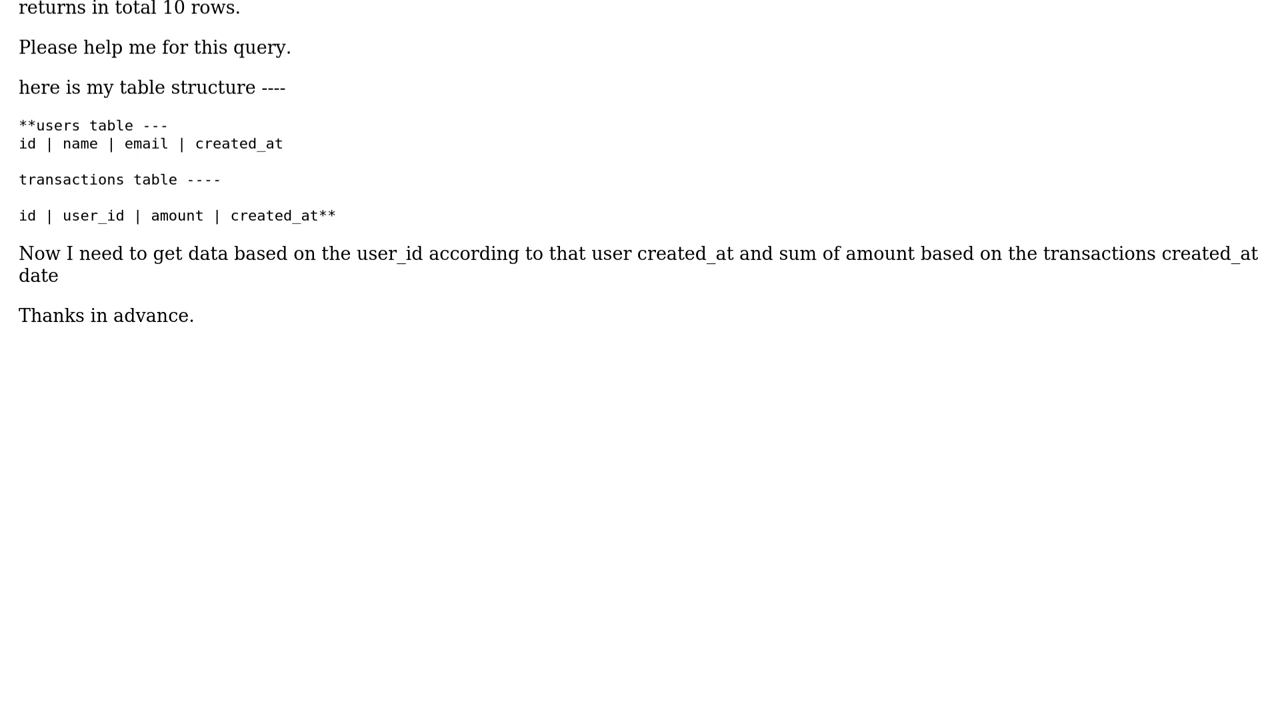 returns in total 10 rows.
Please help me for this query.
here is my table structure ----
**users table ---
id | name | email | created_at
transactions table ----
id | user_id | amount | created_at**
Now I need to get data based on the user_id according to that user created_at and sum of amount based on the transactions created_at
date
Thanks in advance.